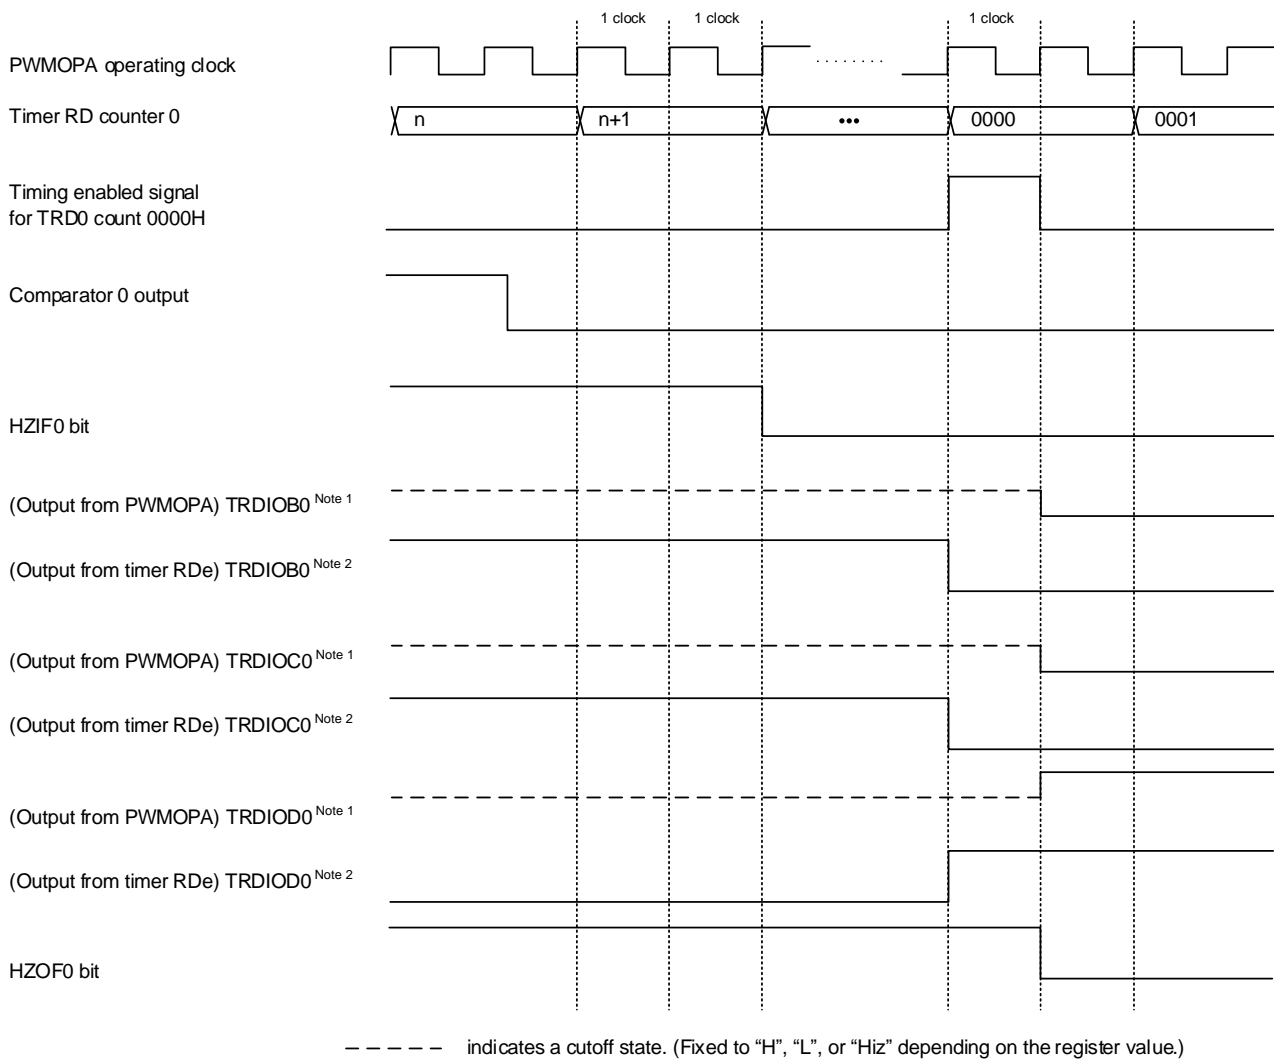 1 clock 1 clock 1 clock
PWMOPA operating clock
Timer RD counter 0 n n+1 ••• 0000 0001
Timing enabled signal
for TRD0 count 0000H
Comparator 0 output
HZIF0 bit
(Output from PWMOPA) TRDIOB0 Note 1
(Output from timer RDe) TRDIOB0 Note 2
(Output from PWMOPA) TRDIOC0 Note 1
(Output from timer RDe) TRDIOC0 Note 2
(Output from PWMOPA) TRDIOD0 Note 1
(Output from timer RDe) TRDIOD0 Note 2
HZOF0 bit
indicates a cutoff state. (Fixed to “H”, “L”, or “Hiz” depending on the register value.)